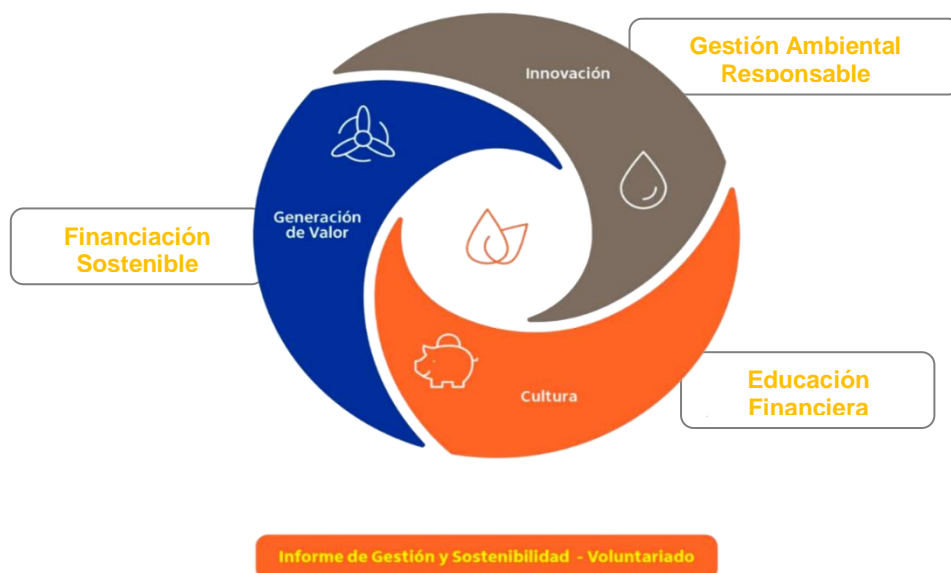 Gestión Ambiental
Responsable
Innovación
Generación
de Valor
Financiación
Sostenible
Cultura
Educación
Financiera
Informe de Gestión y Sostenibilidad - Voluntariado